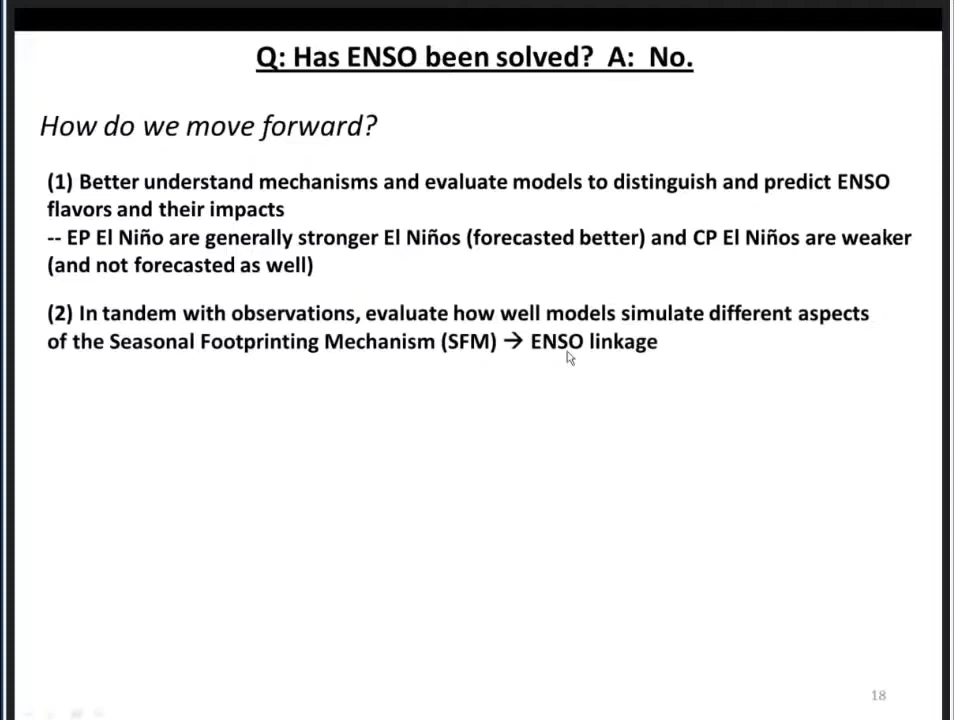 Q: Has ENSO been solved? A: No.
How do we move forward?
(1) Better understand mechanisms and evaluate models to distinguish and predict ENSO
flavors and their impacts
-- EP El Niño are generally stronger El Niños (forecasted better) and CP El Niños are weaker
(and not forecasted as well)
(2) In tandem with observations, evaluate how well models simulate different aspects
of the Seasonal Footprinting Mechanism (SFM) → ENSO linkage
18